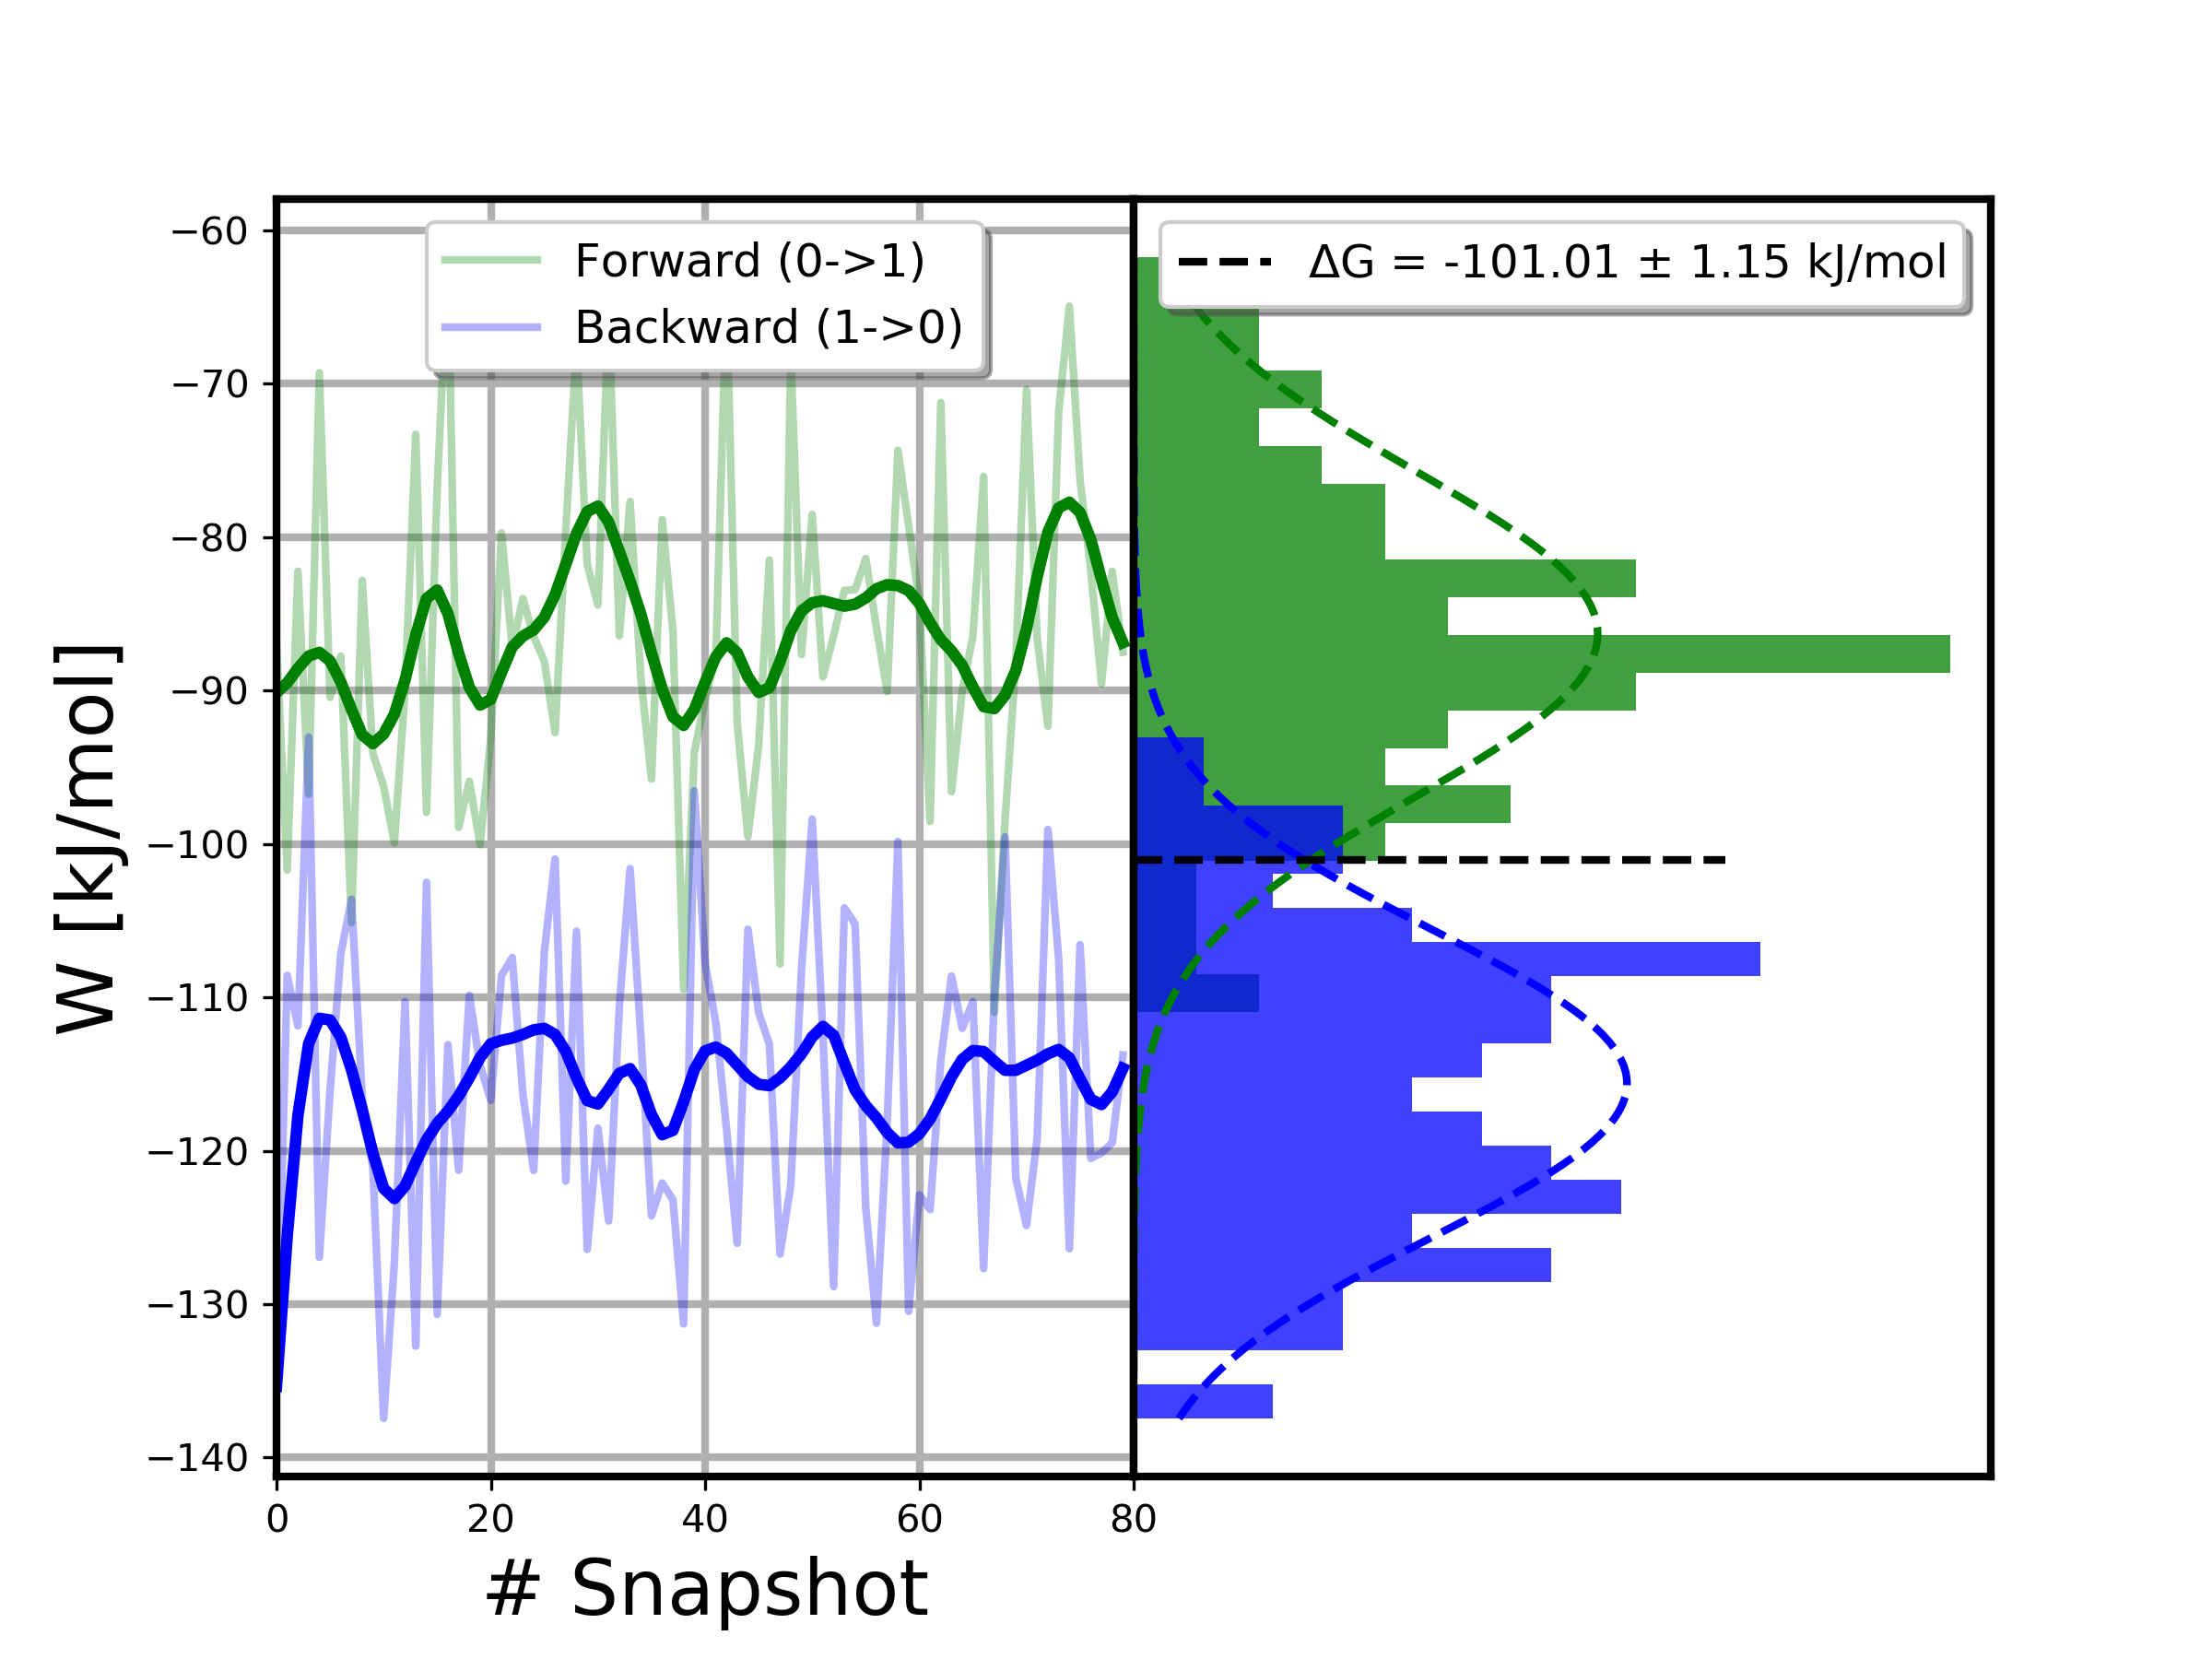 −60
−70
−80
−90
−100
−110
−120
−130
−140
W [kJ/mol]
Forward (0->1)
Backward (1->0)
ΔG = -101.01 ± 1.15 kJ/mol
0 20 40 60 80
# Snapshot